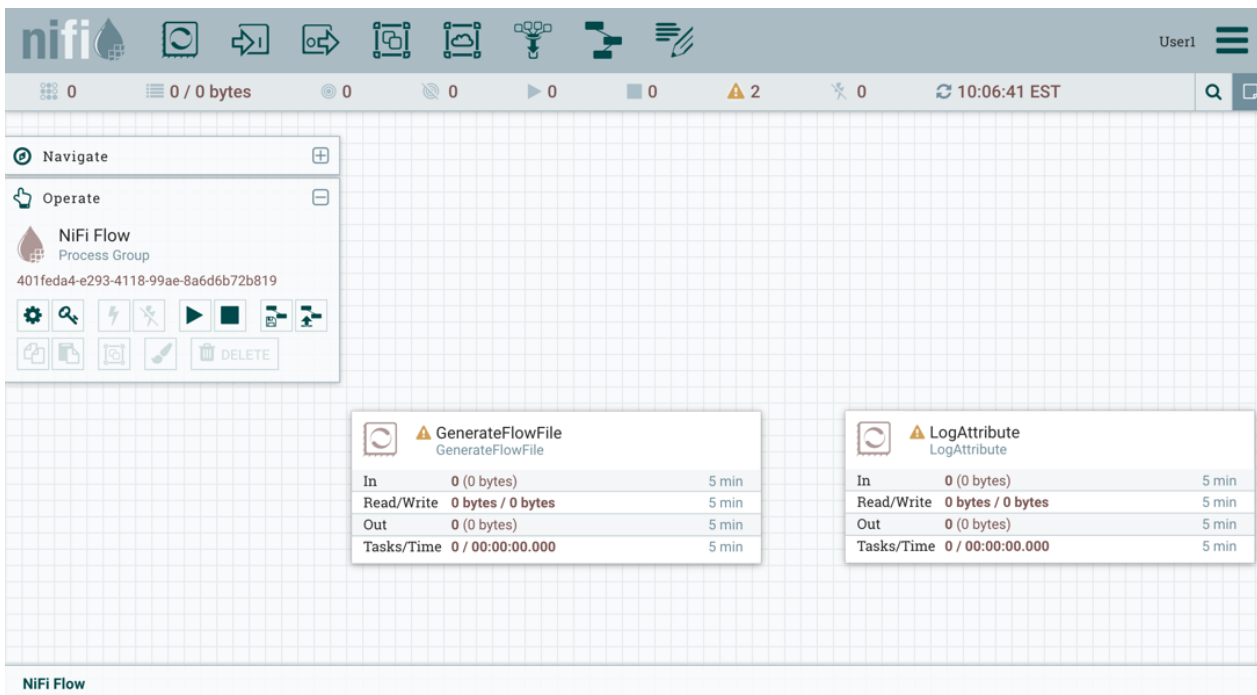 nifi
User1
0 0 / 0 bytes 0 0 0 0 2 0 10:06:41 EST
Navigate
Operate
NiFi Flow
Process Group
401feda4-e293-4118-99ae-8a6d6b72b819
DELETE
GenerateFlowFile
GenerateFlowFile
In 0 (0 bytes) 5 min
Read/Write 0 bytes / 0 bytes 5 min
Out 0 (0 bytes) 5 min
Tasks/Time 0 / 00:00:00.000 5 min
LogAttribute
LogAttribute
In 0 (0 bytes) 5 min
Read/Write 0 bytes / 0 bytes 5 min
Out 0 (0 bytes) 5 min
Tasks/Time 0 / 00:00:00.000 5 min
NiFi Flow